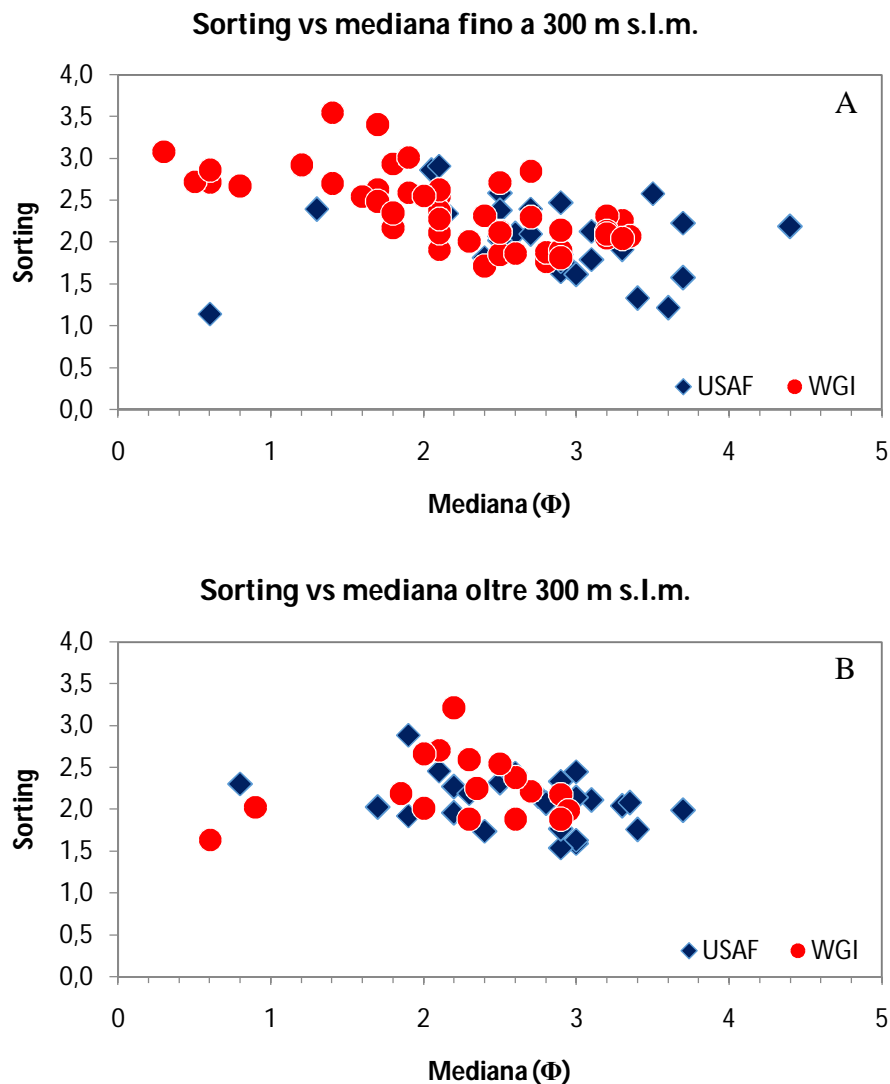 Sorting vs mediana fino a 300 m s.l.m.
4,0
A
3,5
3,0
2,5
2,0
1,5
1,0
0,5
0,0
Sorting
USAF
WGI
0 1 2 3 4 5
Mediana (Φ)
Sorting vs mediana oltre 300 m s.l.m.
4,0
B
3,5
3,0
2,5
2,0
1,5
1,0
0,5
0,0
Sorting
USAF
WGI
0 1 2 3 4 5
Mediana (Φ)